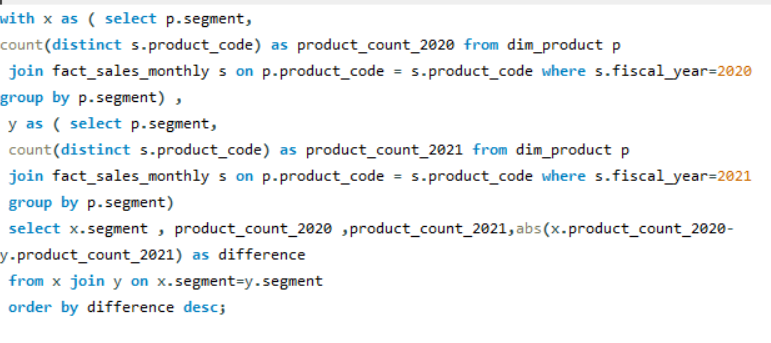 with x as ( select p.segment,
count(distinct s.product_code) as product_count_2020 from dim_product p
join fact_sales_monthly s on p.product_code = s.product_code where s.fiscal_year=2020
group by p.segment) ,
y as ( select p.segment,
count(distinct s.product_code) as product_count_2021 from dim_product p
join fact_sales_monthly s on p.product_code = s.product_code where s.fiscal_year=2021
group by p.segment)
select x.segment , product_count_2020 ,product_count_2021,abs(x.product_count_2020-
y.product_count_2021) as difference
from x join y on x.segment=y.segment
order by difference desc;